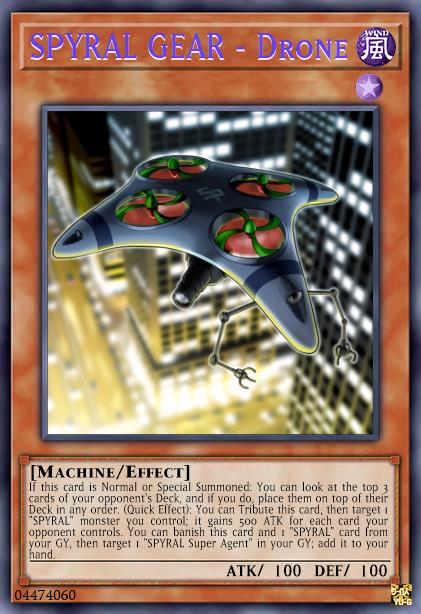 SPYRAL GEAR - Drone
WIND
風
[Machine/Effect]
If this card is Normal or Special Summoned: You can look at the top 3
cards of your opponent's Deck, and if you do, place them on top of their
Deck in any order. (Quick Effect): You can Tribute this card, then target 1
"SPYRAL" monster you control; it gains 500 ATK for each card your
opponent controls. You can banish this card and 1 "SPYRAL" card from
your GY, then target 1 "SPYRAL Super Agent" in your GY; add it to your
hand.
ATK/ 100 DEF/ 100
04474060